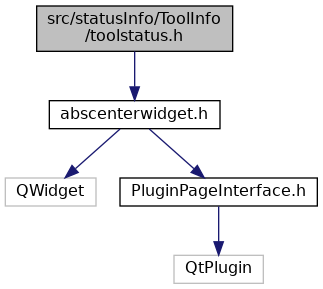 src/statusInfo/ToolInfo
/toolstatus.h
abscenterwidget.h
QWidget
PluginPageInterface.h
QtPlugin